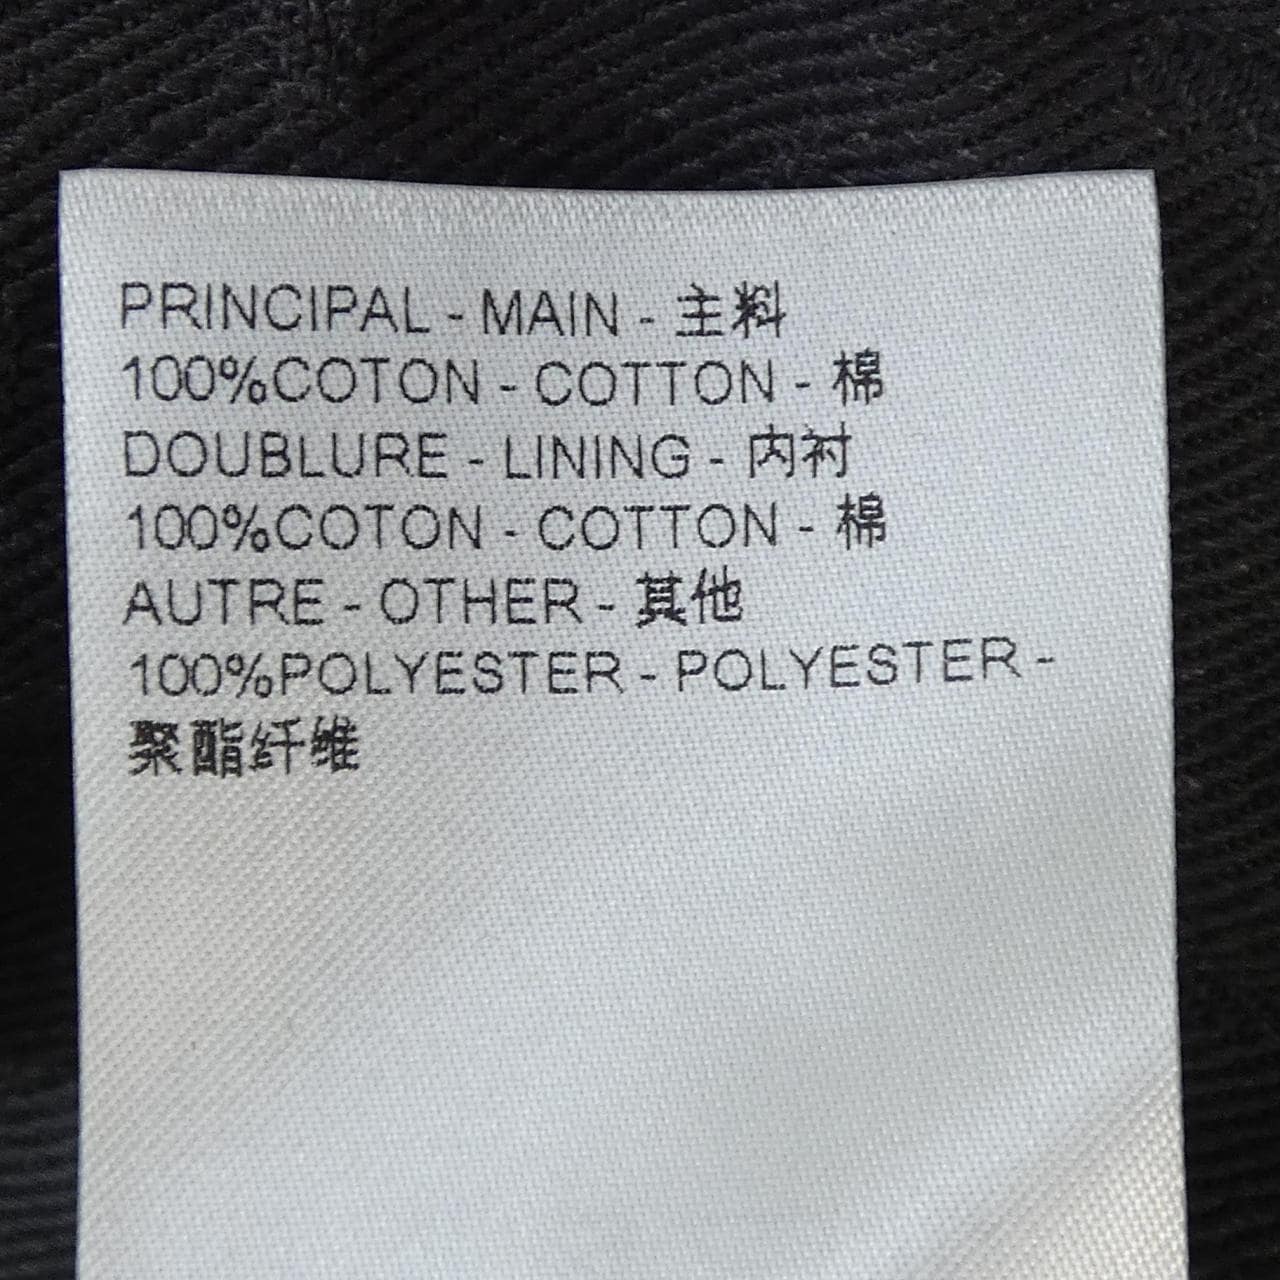 PRINCIPAL - MAIN - 主料
100%COTON - COTTON - 棉
DOUBLURE - LINING - 内衬
100%COTON - COTTON - 棉
AUTRE - OTHER - 其他
100%POLYESTER - POLYESTER -
聚酯纤维